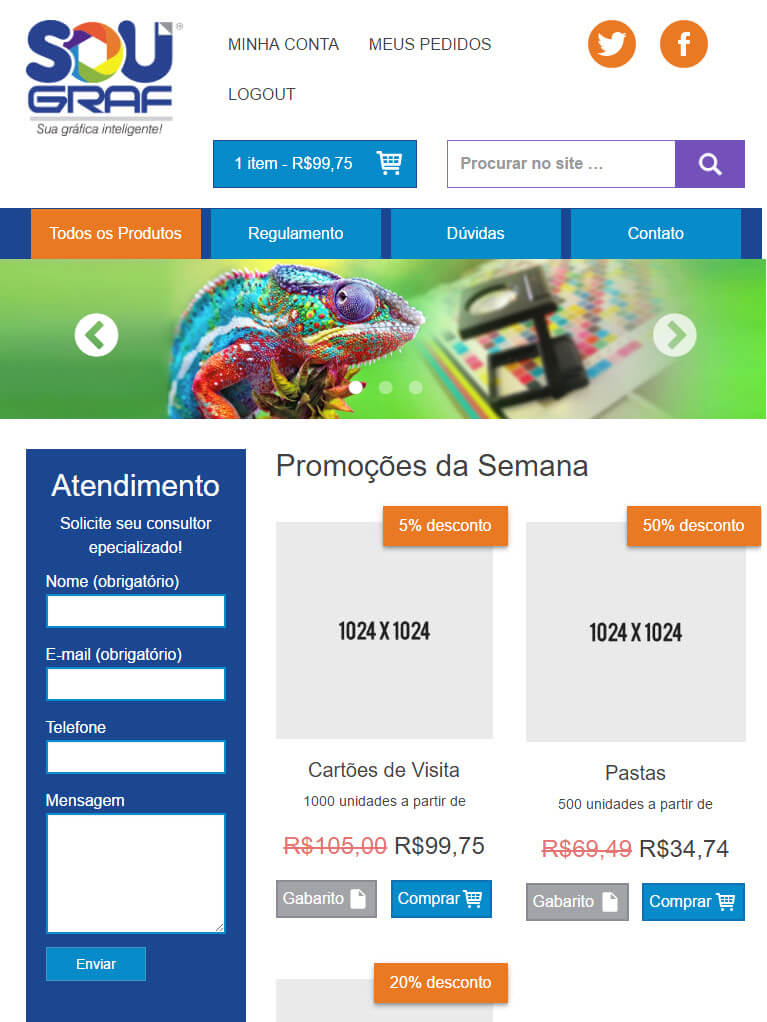 SOU®
GRAF
Sua gráfica inteligente!
MINHA CONTA
MEUS PEDIDOS
LOGOUT
1 item - R$99,75
Procurar no site ...
Todos os Produtos
Regulamento
Dúvidas
Contato
Atendimento
Solicite seu consultor
epecializado!
Nome (obrigatório)
E-mail (obrigatório)
Telefone
Mensagem
Enviar
Promoções da Semana
5% desconto
1024 X 1024
Cartões de Visita
1000 unidades a partir de
R$105,00 R$99,75
Gabarito
Comprar
50% desconto
1024 X 1024
Pastas
500 unidades a partir de
R$69,49 R$34,74
Gabarito
Comprar
20% desconto